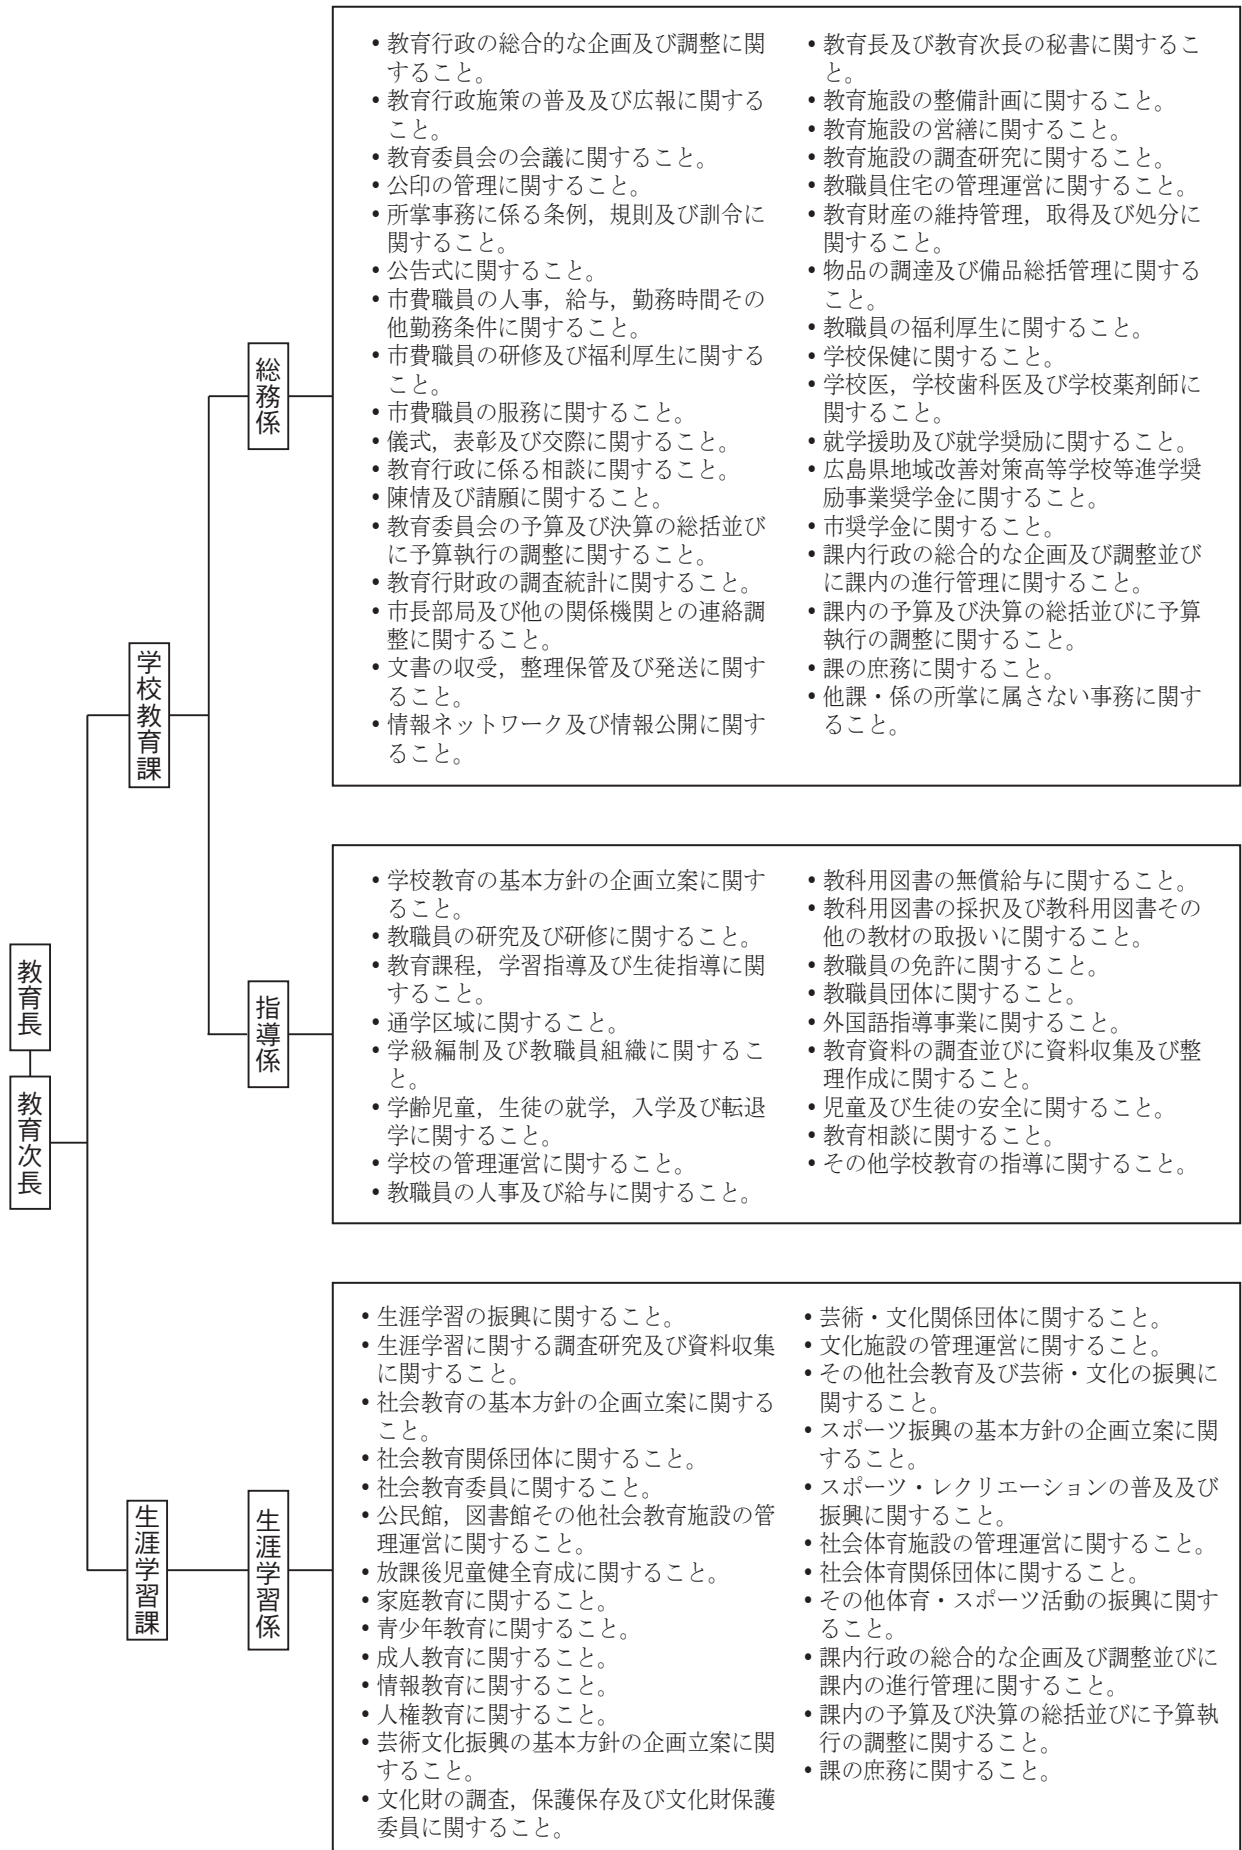 教育長
教育次長
学校教育課
総務係
• 教育行政の総合的な企画及び調整に関
すること。
• 教育行政施策の普及及び広報に関する
こと。
• 教育委員会の会議に関すること。
• 公印の管理に関すること。
• 所掌事務に係る条例，規則及び訓令に
関すること。
• 公告式に関すること。
• 市費職員の人事，給与，勤務時間その
他勤務条件に関すること。
• 市費職員の研修及び福利厚生に関する
こと。
• 市費職員の服務に関すること。
• 儀式，表彰及び交際に関すること。
• 教育行政に係る相談に関すること。
• 陳情及び請願に関すること。
• 教育委員会の予算及び決算の総括並び
に予算執行の調整に関すること。
• 教育行財政の調査統計に関すること。
• 市長部局及び他の関係機関との連絡調
整に関すること。
• 文書の収受，整理保管及び発送に関す
ること。
• 情報ネットワーク及び情報公開に関す
ること。
• 教育長及び教育次長の秘書に関するこ
と。
• 教育施設の整備計画に関すること。
• 教育施設の営繕に関すること。
• 教育施設の調査研究に関すること。
• 教職員住宅の管理運営に関すること。
• 教育財産の維持管理，取得及び処分に
関すること。
• 物品の調達及び備品総括管理に関する
こと。
• 教職員の福利厚生に関すること。
• 学校保健に関すること。
• 学校医，学校歯科医及び学校薬剤師に
関すること。
• 就学援助及び就学奨励に関すること。
• 広島県地域改善対策高等学校等進学奨
励事業奨学金に関すること。
• 市奨学金に関すること。
• 課内行政の総合的な企画及び調整並び
に課内の進行管理に関すること。
• 課内の予算及び決算の総括並びに予算
執行の調整に関すること。
• 課の庶務に関すること。
• 他課・係の所掌に属さない事務に関す
ること。
指導係
• 学校教育の基本方針の企画立案に関す
ること。
• 教職員の研究及び研修に関すること。
• 教育課程，学習指導及び生徒指導に関
すること。
• 通学区域に関すること。
• 学級編制及び教職員組織に関するこ
と。
• 学齢児童，生徒の就学，入学及び転退
学に関すること。
• 学校の管理運営に関すること。
• 教職員の人事及び給与に関すること。
• 教科用図書の無償給与に関すること。
• 教科用図書の採択及び教科用図書その
他の教材の取扱いに関すること。
• 教職員の免許に関すること。
• 教職員団体に関すること。
• 外国語指導事業に関すること。
• 教育資料の調査並びに資料収集及び整
理作成に関すること。
• 児童及び生徒の安全に関すること。
• 教育相談に関すること。
• その他学校教育の指導に関すること。
生涯学習課
生涯学習係
• 生涯学習の振興に関すること。
• 生涯学習に関する調査研究及び資料収集
に関すること。
• 社会教育の基本方針の企画立案に関する
こと。
• 社会教育関係団体に関すること。
• 社会教育委員に関すること。
• 公民館，図書館その他社会教育施設の管
理運営に関すること。
• 放課後児童健全育成に関すること。
• 家庭教育に関すること。
• 青少年教育に関すること。
• 成人教育に関すること。
• 情報教育に関すること。
• 人権教育に関すること。
• 芸術文化振興の基本方針の企画立案に関
すること。
• 文化財の調査，保護保存及び文化財保護
委員に関すること。
• 芸術・文化関係団体に関すること。
• 文化施設の管理運営に関すること。
• その他社会教育及び芸術・文化の振興に
関すること。
• スポーツ振興の基本方針の企画立案に関
すること。
• スポーツ・レクリエーションの普及及び
振興に関すること。
• 社会体育施設の管理運営に関すること。
• 社会体育関係団体に関すること。
• その他体育・スポーツ活動の振興に関す
ること。
• 課内行政の総合的な企画及び調整並びに
課内の進行管理に関すること。
• 課内の予算及び決算の総括並びに予算執
行の調整に関すること。
• 課の庶務に関すること。